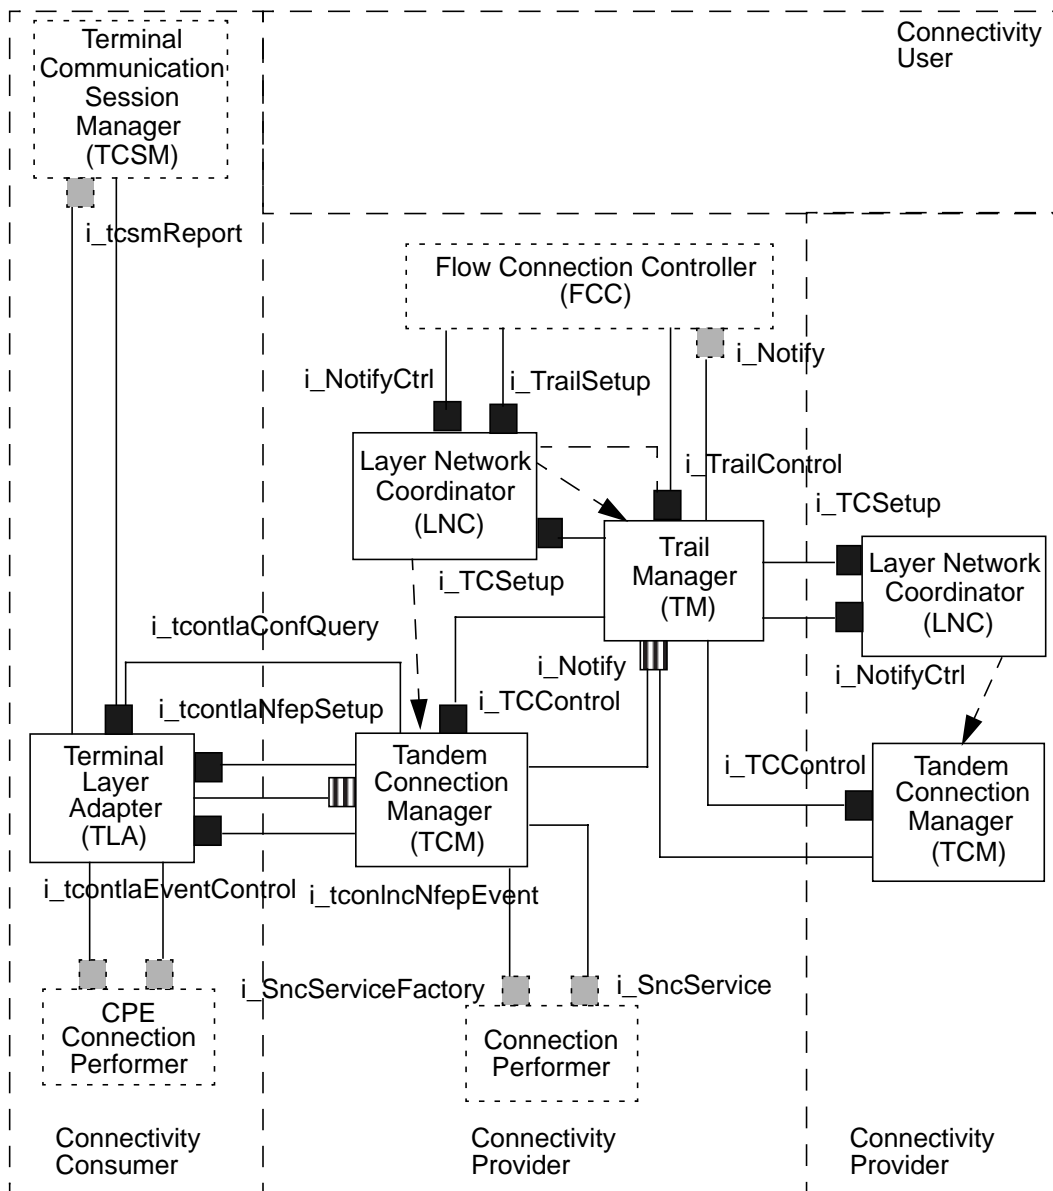 Connectivity
User
Terminal
Communication
Session
Manager
(TCSM)
i_tcsmReport
Flow Connection Controller
(FCC)
i_Notify
i_NotifyCtrl
i_TrailSetup
Layer Network
Coordinator
(LNC)
i_TrailControl
i_TCSetup
Trail
Manager
(TM)
i_TCSetup
Layer Network
Coordinator
(LNC)
i_NotifyCtrl
i_tcontlaConfQuery
i_Notify
i_TCControl
i_tcontlaNfepSetup
Terminal
Layer
Adapter
(TLA)
Tandem
Connection
Manager
(TCM)
i_TCControl
Tandem
Connection
Manager
(TCM)
i_tcontlaEventControl
i_tconlncNfepEvent
i_SncServiceFactory
i_SncService
CPE
Connection
Performer
Connection
Performer
Connectivity
Consumer
Connectivity
Provider
Connectivity
Provider